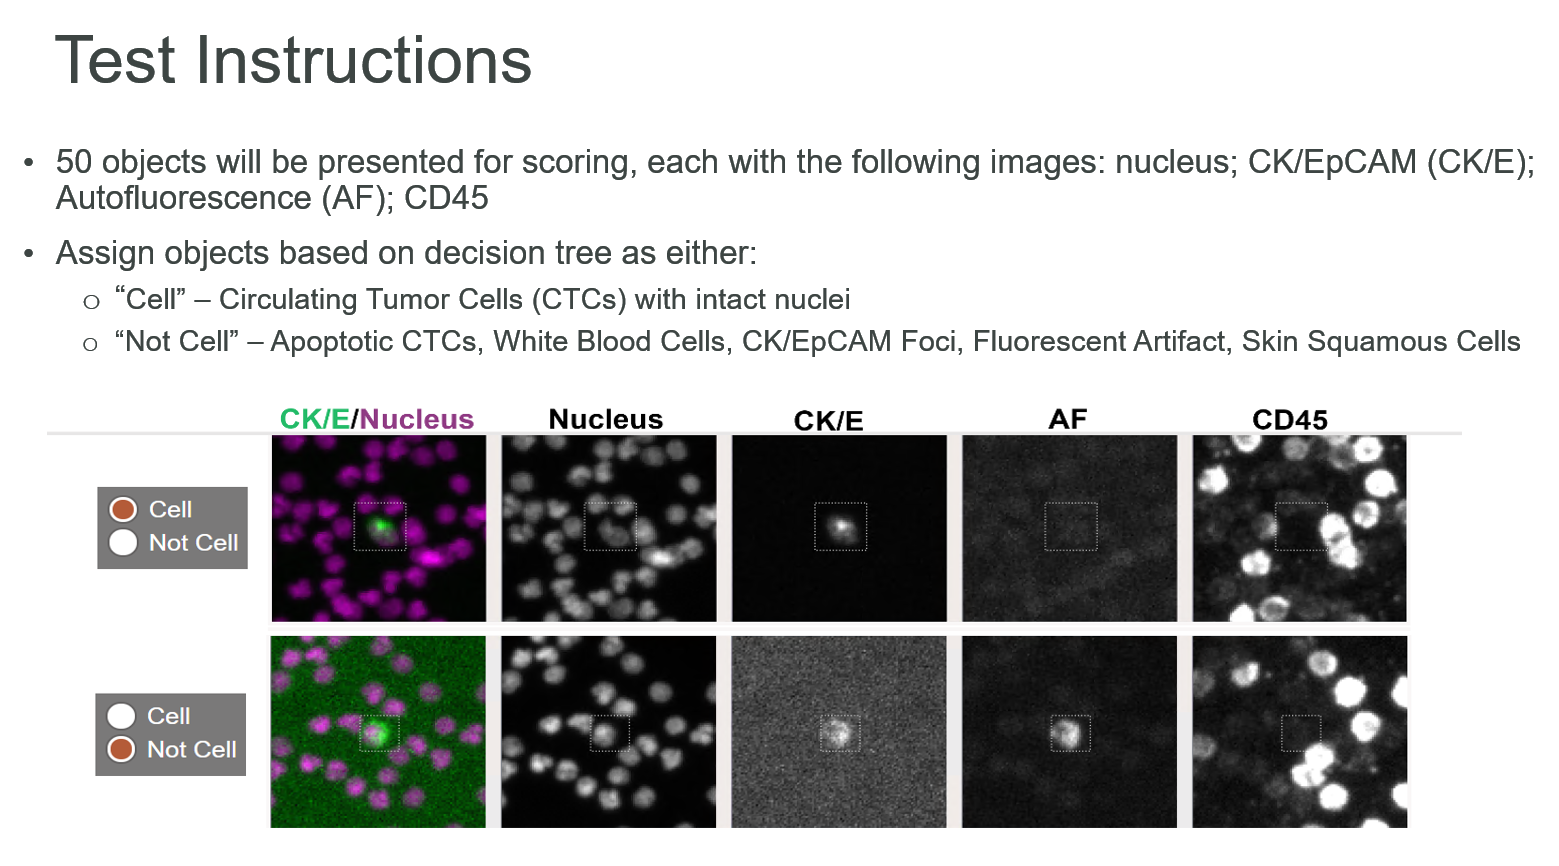 Test Instructions
• 50 objects will be presented for scoring, each with the following images: nucleus; CK/EpCAM (CK/E);
Autofluorescence (AF); CD45
• Assign objects based on decision tree as either:
o “Cell” – Circulating Tumor Cells (CTCs) with intact nuclei
o “Not Cell” – Apoptotic CTCs, White Blood Cells, CK/EpCAM Foci, Fluorescent Artifact, Skin Squamous Cells
CK/E/Nucleus Nucleus CK/E AF CD45
Cell
Not Cell
Cell
Not Cell